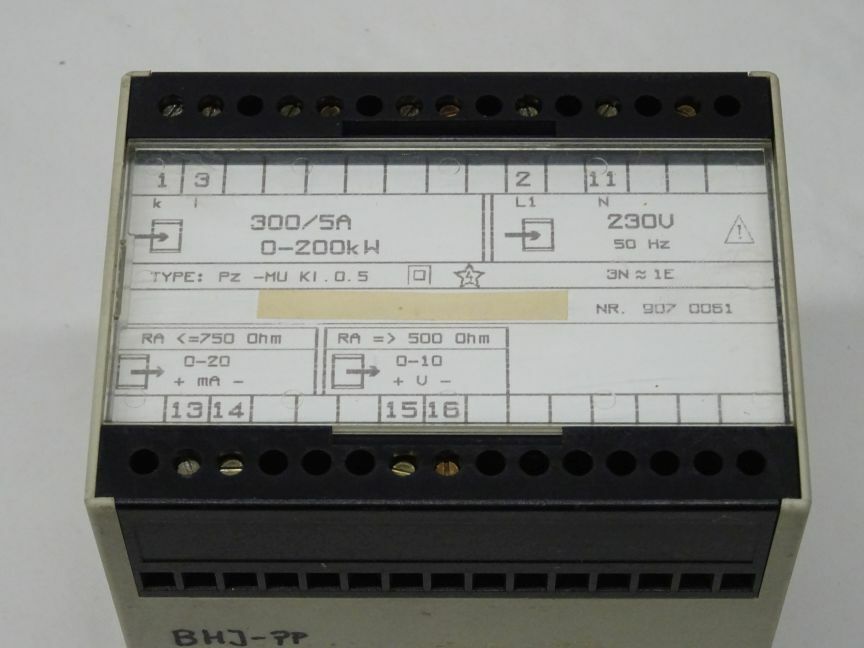 1 3 2 11
k l L1 N
300/5A 230V
0-200kW 50 Hz
TYPE: Pz -MU Kl.0.5 3N ≈ 1E
NR. 907 0051
RA <=750 Ohm RA => 500 Ohm
0-20 0-10
+ mA - + V -
13 14 15 16
BHJ-PP